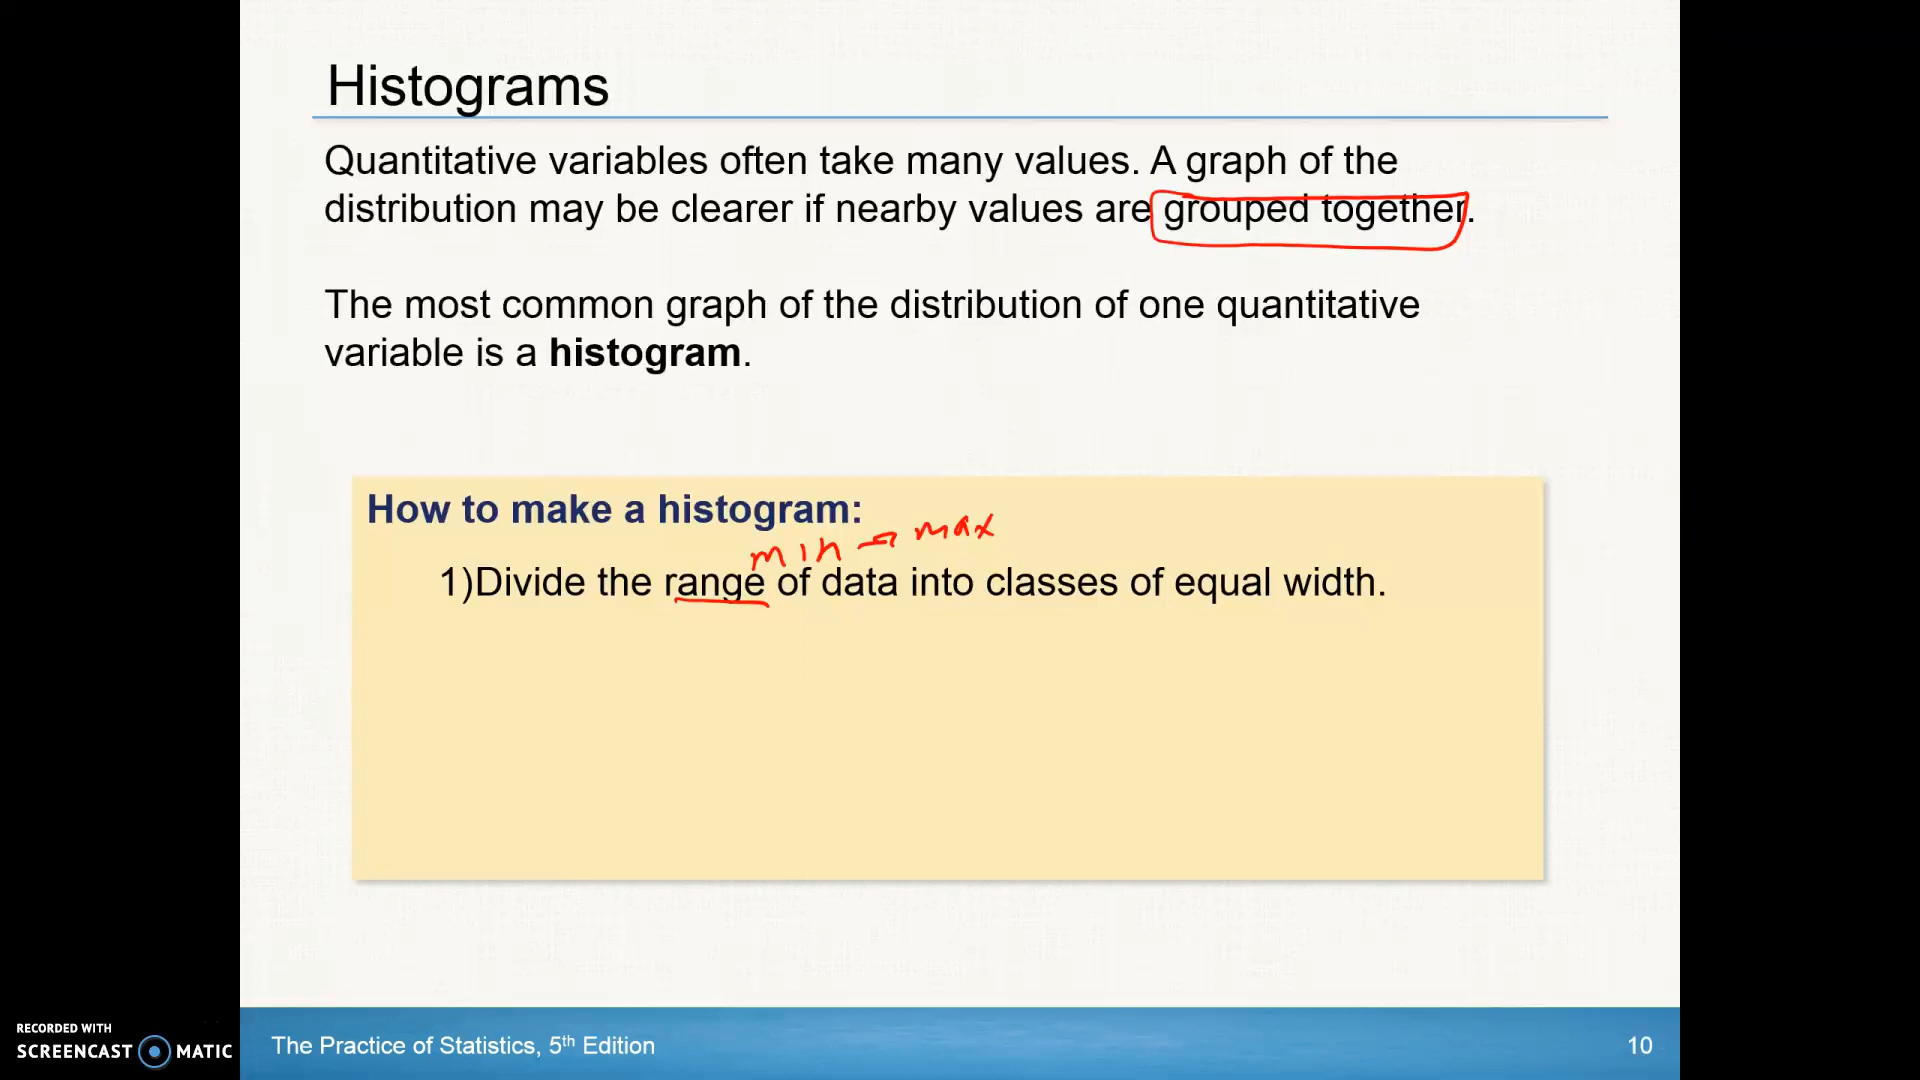 Histograms
Quantitative variables often take many values. A graph of the
distribution may be clearer if nearby values are grouped together.
The most common graph of the distribution of one quantitative
variable is a histogram.
How to make a histogram:
min → max
1)Divide the range of data into classes of equal width.
RECORDED WITH
SCREENCAST MATIC
The Practice of Statistics, 5th Edition
10